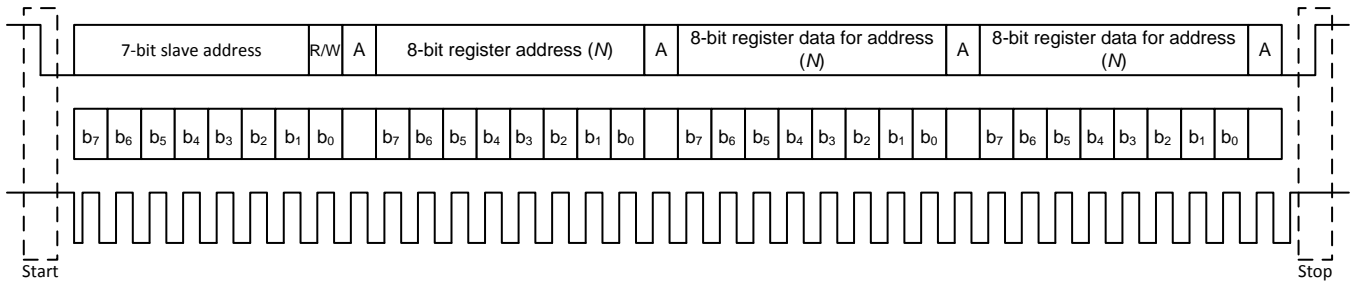 7-bit slave address R/W A 8-bit register address (N) A 8-bit register data for address (N) A 8-bit register data for address (N) A
b7 b6 b5 b4 b3 b2 b1 b0 b7 b6 b5 b4 b3 b2 b1 b0 b7 b6 b5 b4 b3 b2 b1 b0 b7 b6 b5 b4 b3 b2 b1 b0
Start Stop